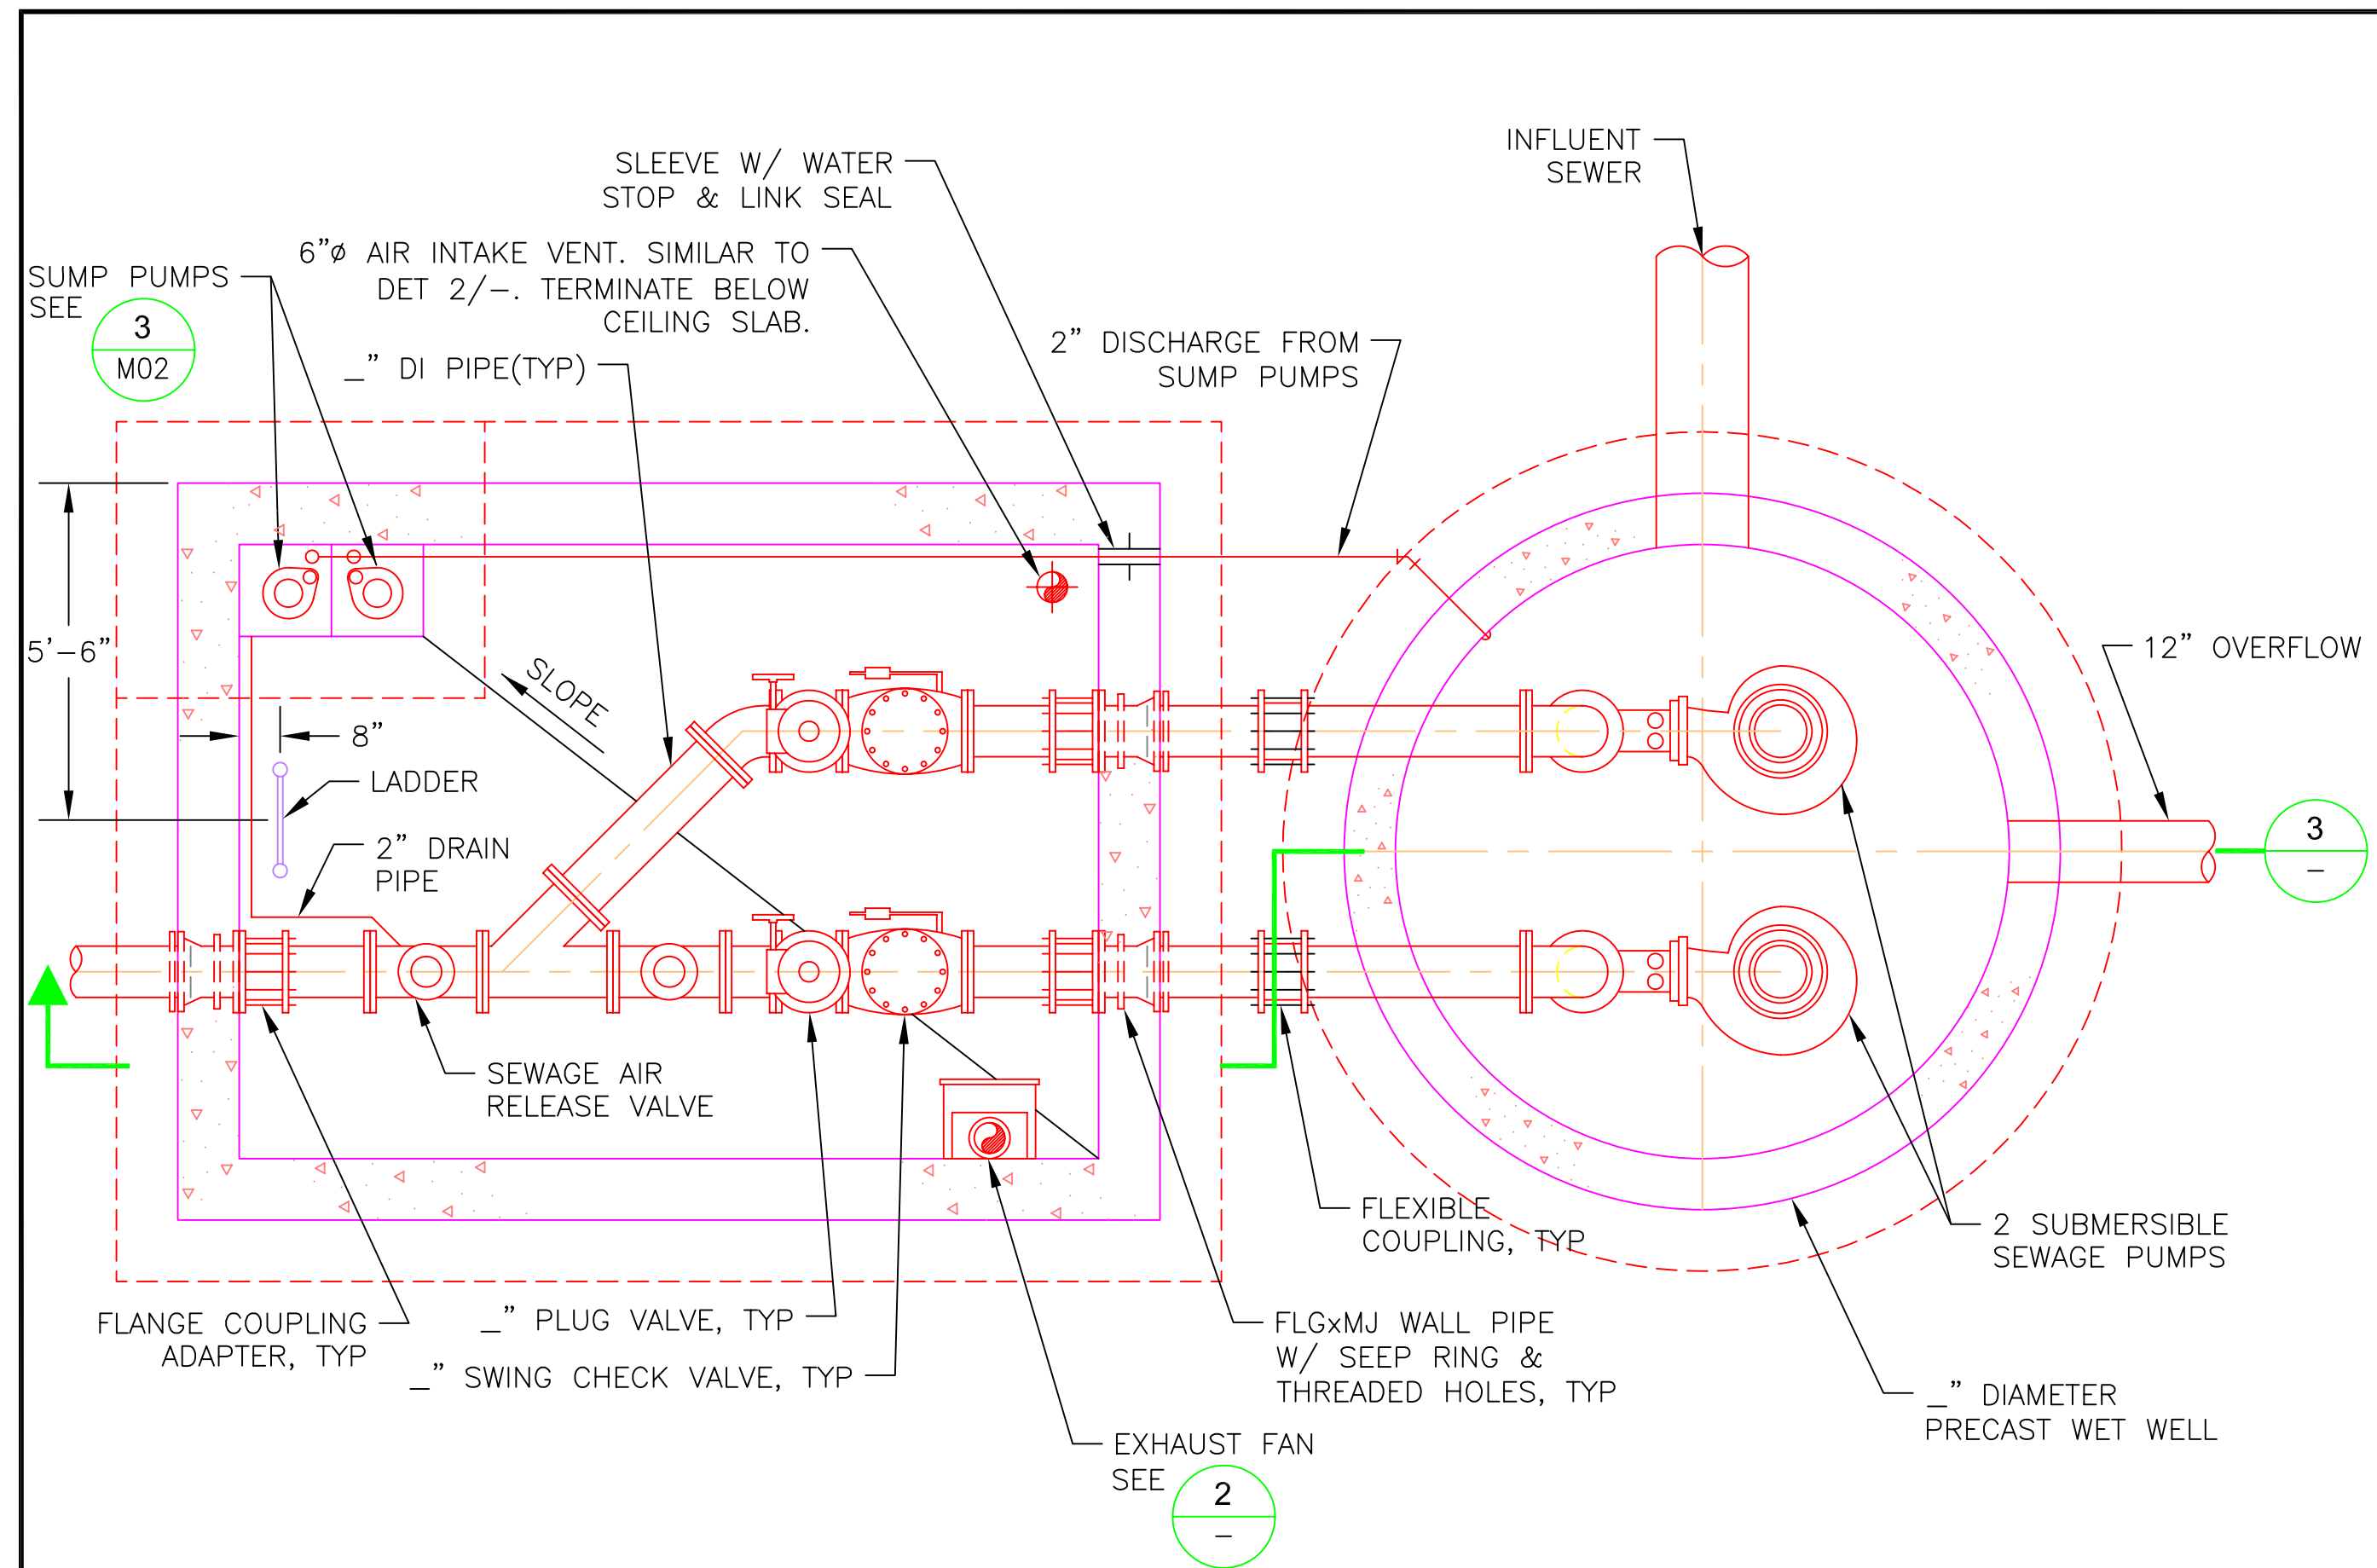 INFLUENT
SEWER
SLEEVE W/ WATER
STOP & LINK SEAL
6"ø AIR INTAKE VENT. SIMILAR TO
DET 2/–. TERMINATE BELOW
CEILING SLAB.
SUMP PUMPS
SEE
3
M02
_" DI PIPE(TYP)
2" DISCHARGE FROM
SUMP PUMPS
5'–6"
SLOPE
8"
LADDER
2" DRAIN
PIPE
12" OVERFLOW
3
–
SEWAGE AIR
RELEASE VALVE
FLEXIBLE
COUPLING, TYP
2 SUBMERSIBLE
SEWAGE PUMPS
FLANGE COUPLING
ADAPTER, TYP
_" PLUG VALVE, TYP
_" SWING CHECK VALVE, TYP
FLGxMJ WALL PIPE
W/ SEEP RING &
THREADED HOLES, TYP
_" DIAMETER
PRECAST WET WELL
EXHAUST FAN
SEE
2
–